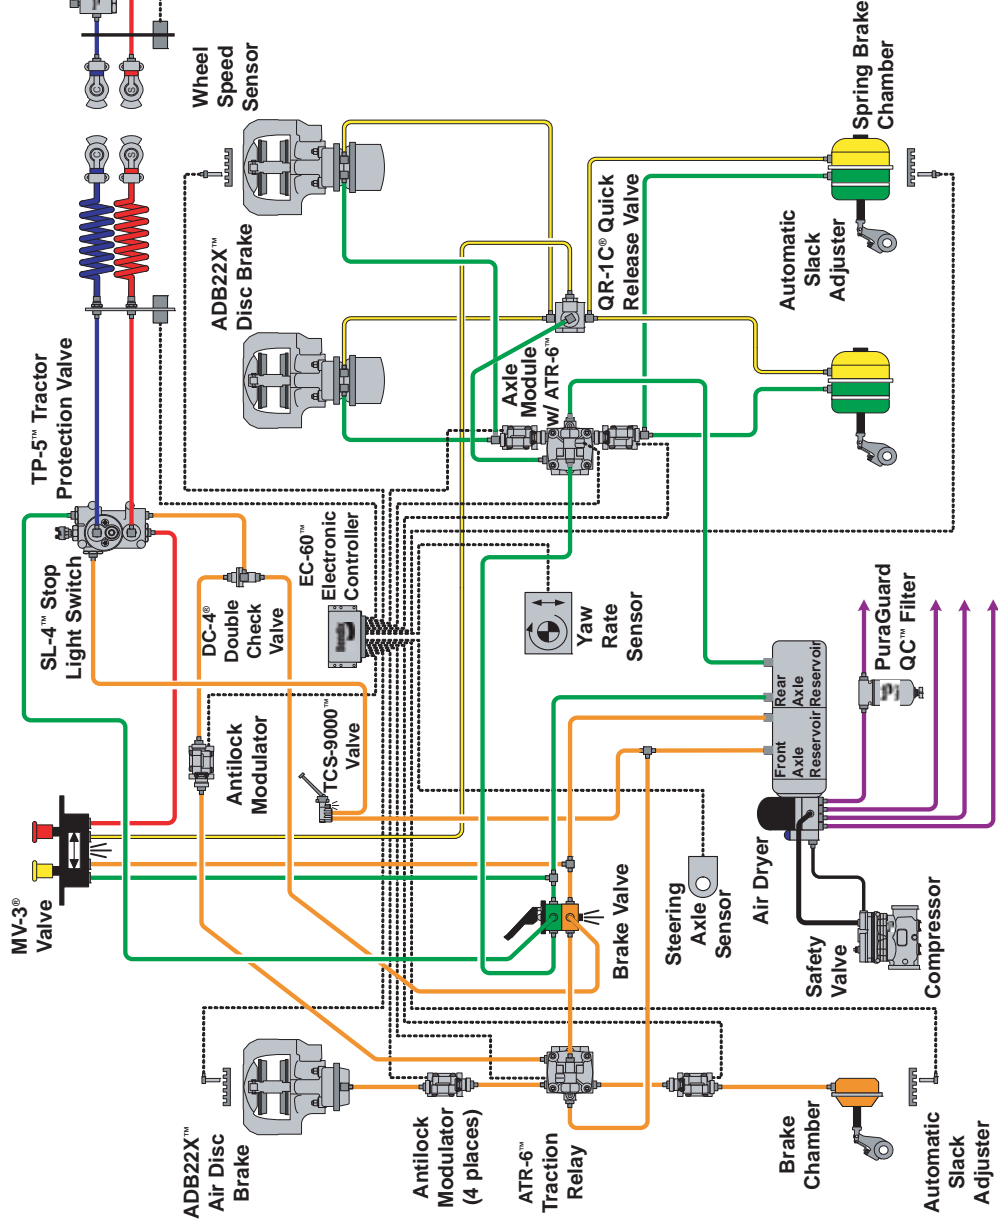 Wheel
Speed
Sensor
C
S
C
S
Spring Brake
Chamber
ADB22X™
Disc Brake
QR-1C® Quick
Release Valve
Automatic
Slack
Adjuster
TP-5™ Tractor
Protection Valve
Axle
Module
w/ ATR-6™
SL-4™ Stop
Light Switch
DC-4®
Double
Check
Valve
EC-60™
Electronic
Controller
Yaw
Rate
Sensor
PuraGuard
QC™ Filter
Rear
Axle
Reservoir
Front
Axle
Reservoir
Antilock
Modulator
TCS-9000™
Valve
MV-3®
Valve
Brake Valve
Steering
Axle
Sensor
Air Dryer
Safety
Valve
Compressor
ADB22X™
Air Disc
Brake
Antilock
Modulator
(4 places)
ATR-6™
Traction
Relay
Brake
Chamber
Automatic
Slack
Adjuster